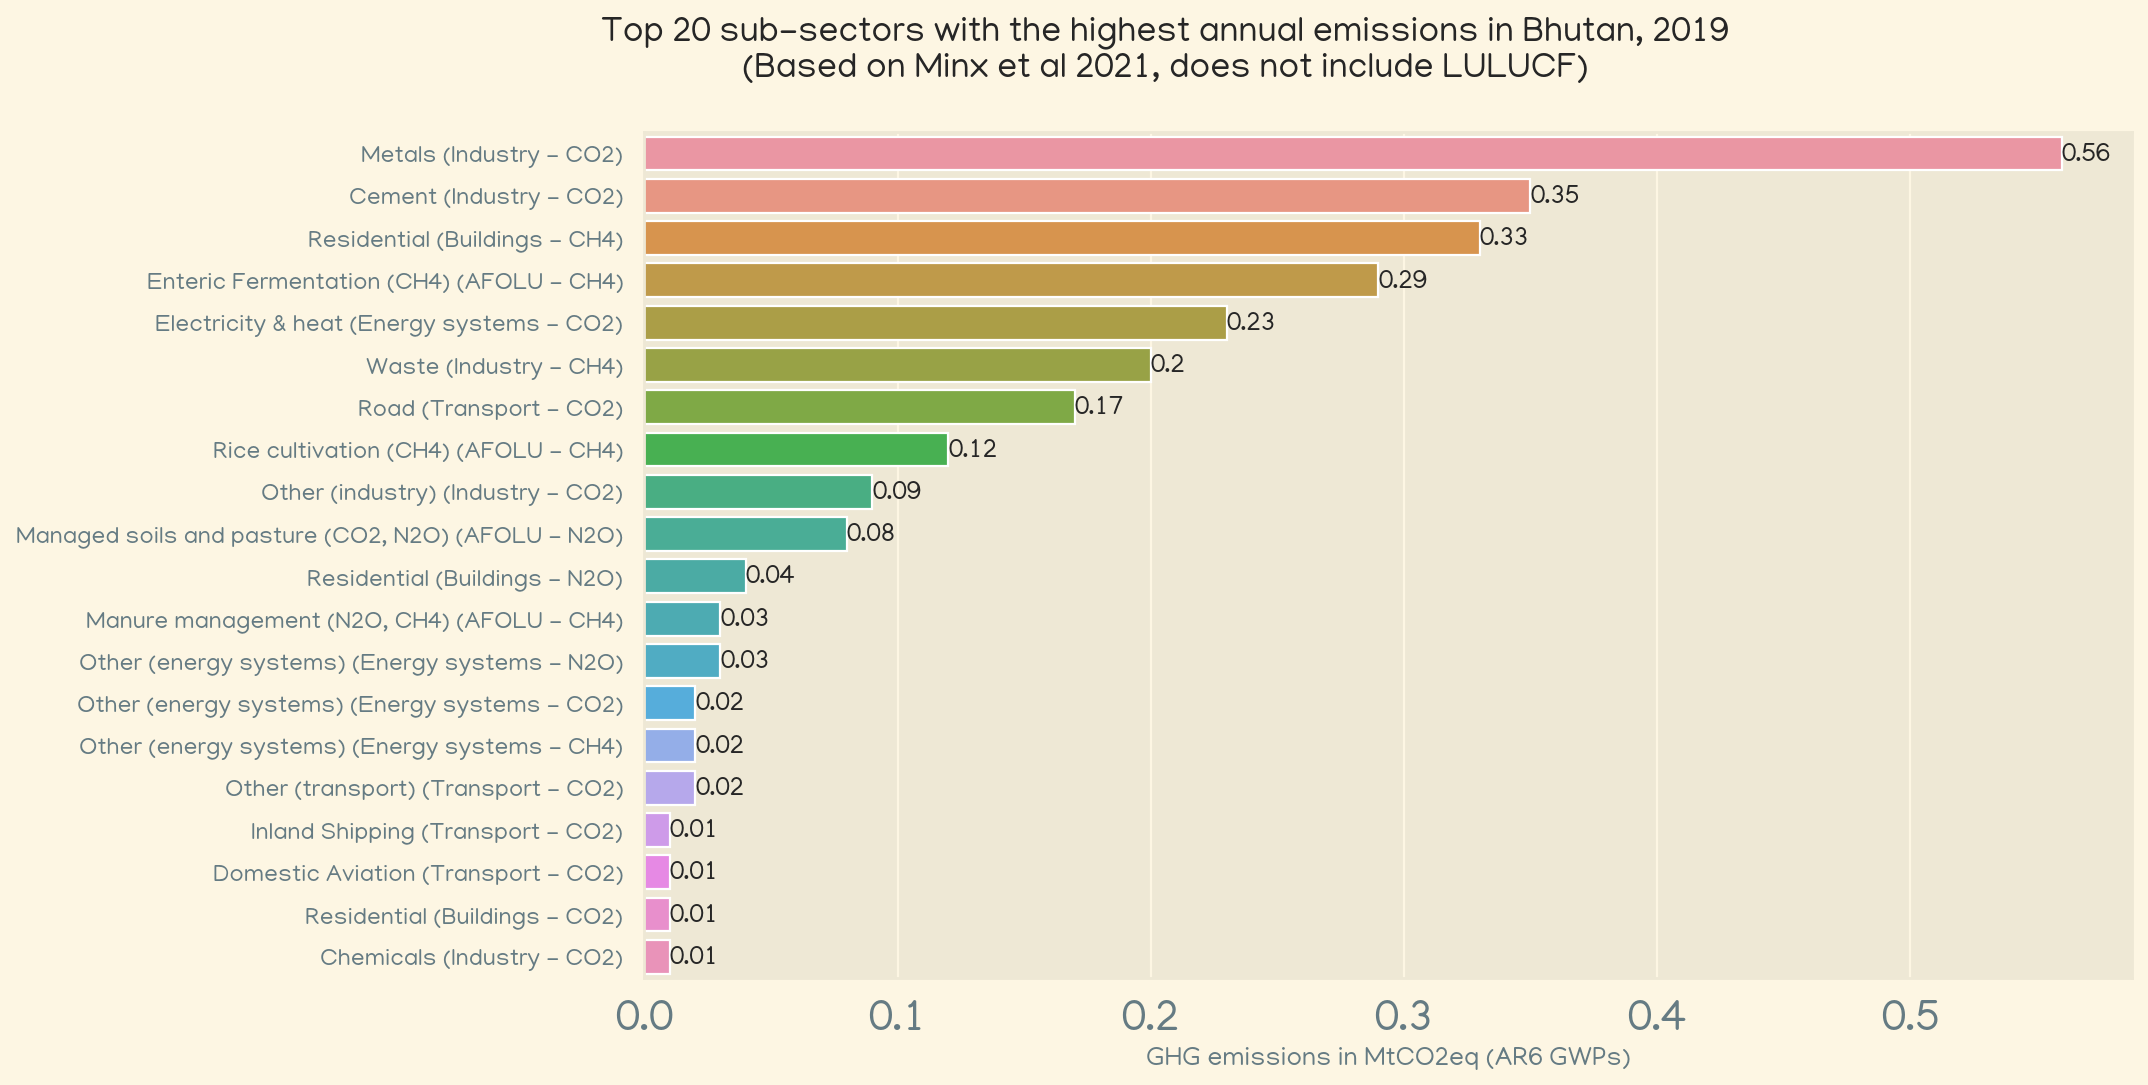 Top 20 sub-sectors with the highest annual emissions in Bhutan, 2019
(Based on Minx et al 2021, does not include LULUCF)
Metals (Industry - CO2) 0.56
Cement (Industry - CO2) 0.35
Residential (Buildings - CH4) 0.33
Enteric Fermentation (CH4) (AFOLU - CH4) 0.29
Electricity & heat (Energy systems - CO2) 0.23
Waste (Industry - CH4) 0.2
Road (Transport - CO2) 0.17
Rice cultivation (CH4) (AFOLU - CH4) 0.12
Other (industry) (Industry - CO2) 0.09
Managed soils and pasture (CO2, N2O) (AFOLU - N2O) 0.08
Residential (Buildings - N2O) 0.04
Manure management (N2O, CH4) (AFOLU - CH4) 0.03
Other (energy systems) (Energy systems - N2O) 0.03
Other (energy systems) (Energy systems - CO2) 0.02
Other (energy systems) (Energy systems - CH4) 0.02
Other (transport) (Transport - CO2) 0.02
Inland Shipping (Transport - CO2) 0.01
Domestic Aviation (Transport - CO2) 0.01
Residential (Buildings - CO2) 0.01
Chemicals (Industry - CO2) 0.01
0.0 0.1 0.2 0.3 0.4 0.5
GHG emissions in MtCO2eq (AR6 GWPs)